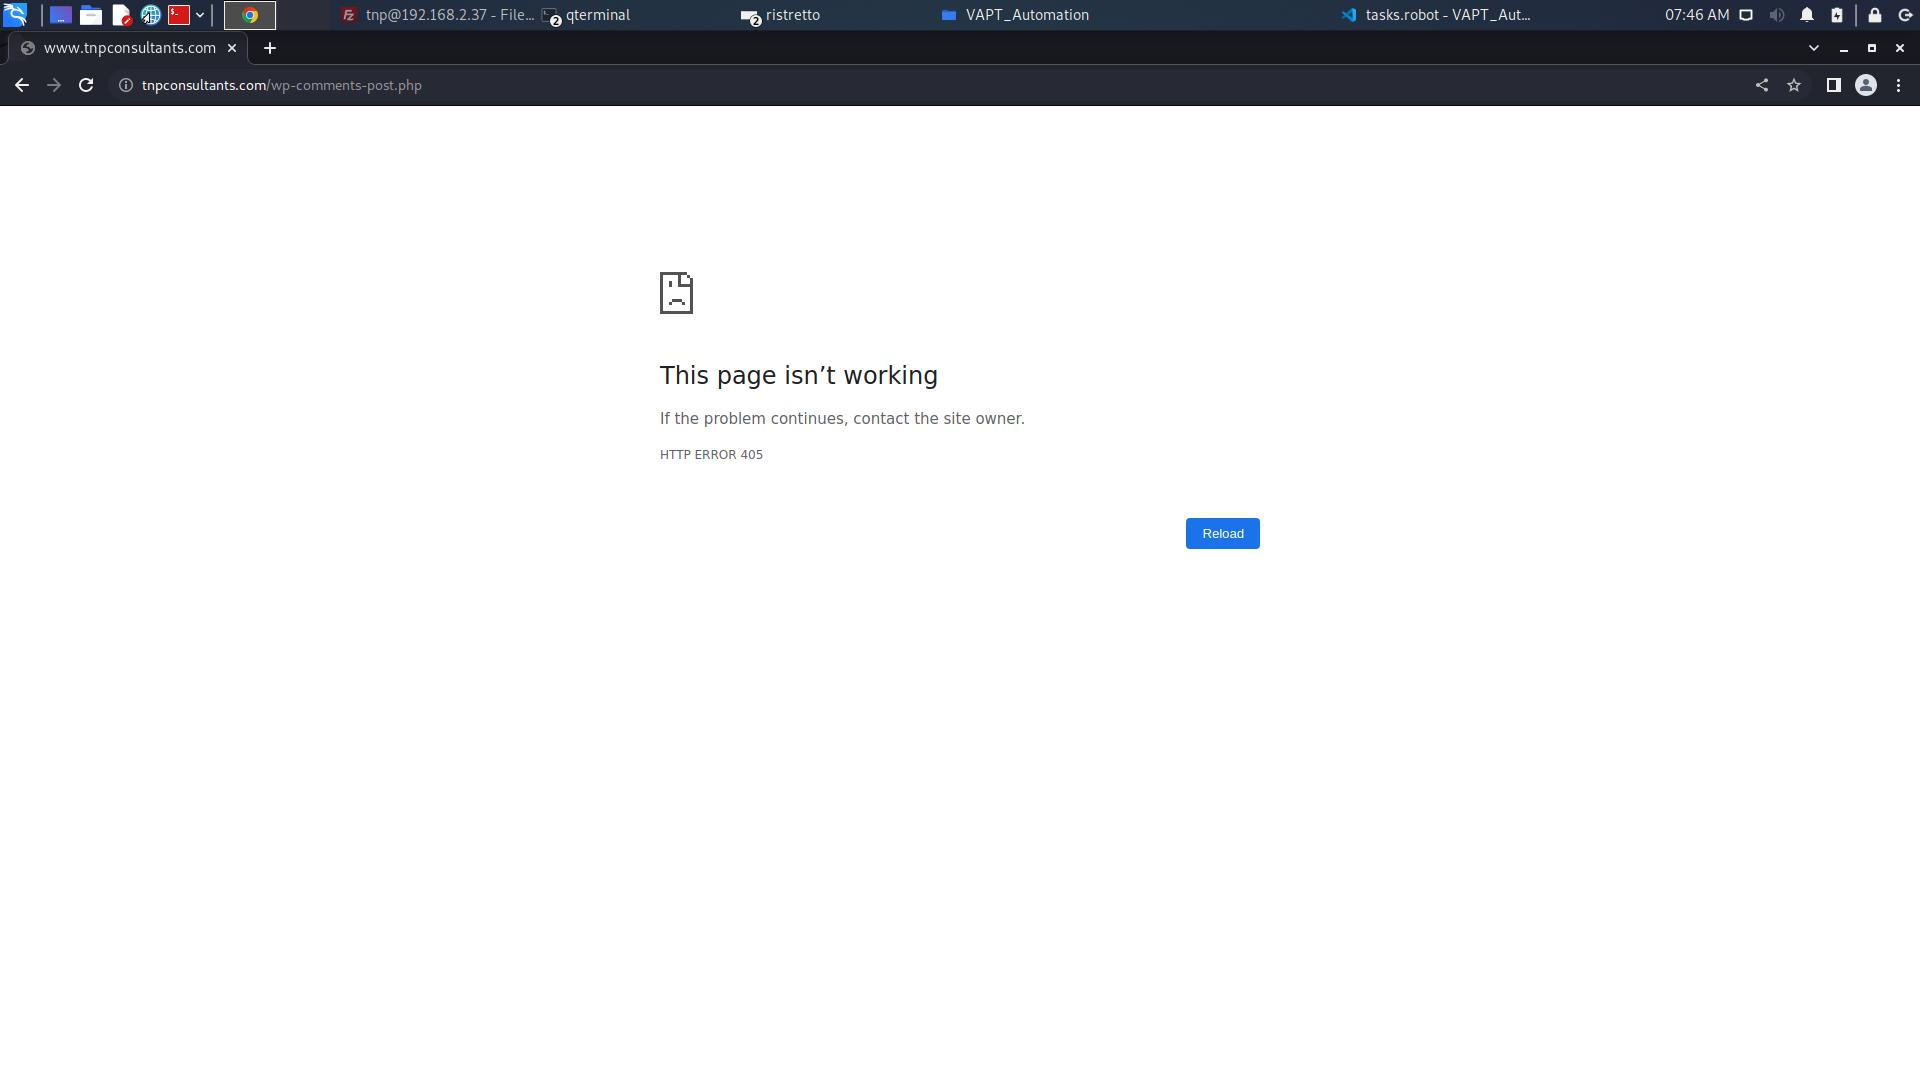 tnp@192.168.2.37 - File...
2
qterminal
2
ristretto
VAPT_Automation
tasks.robot - VAPT_Aut...
07:46 AM
www.tnpconsultants.com
tnpconsultants.com/wp-comments-post.php
This page isn’t working
If the problem continues, contact the site owner.
HTTP ERROR 405
Reload